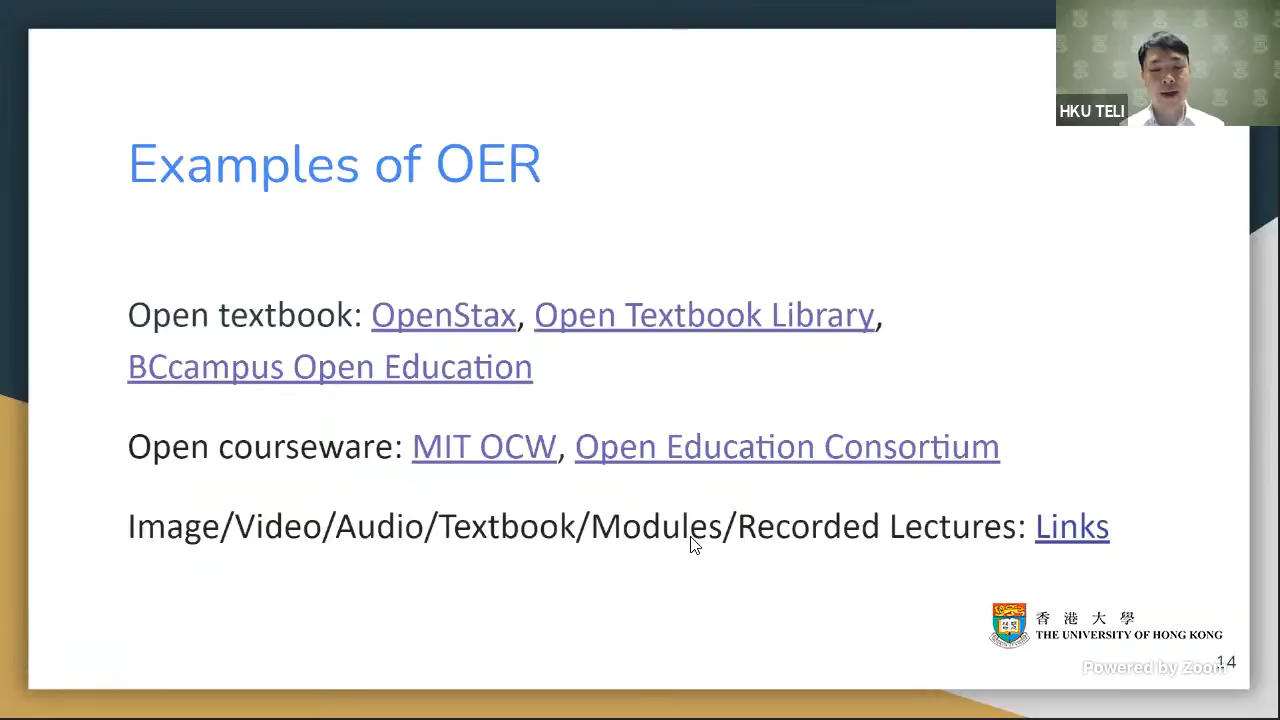 HKU TELI
Examples of OER
Open textbook: OpenStax, Open Textbook Library,
BCcampus Open Education
Open courseware: MIT OCW, Open Education Consortium
Image/Video/Audio/Textbook/Modules/Recorded Lectures: Links
香港大學
THE UNIVERSITY OF HONG KONG
14
Powered by Zoom